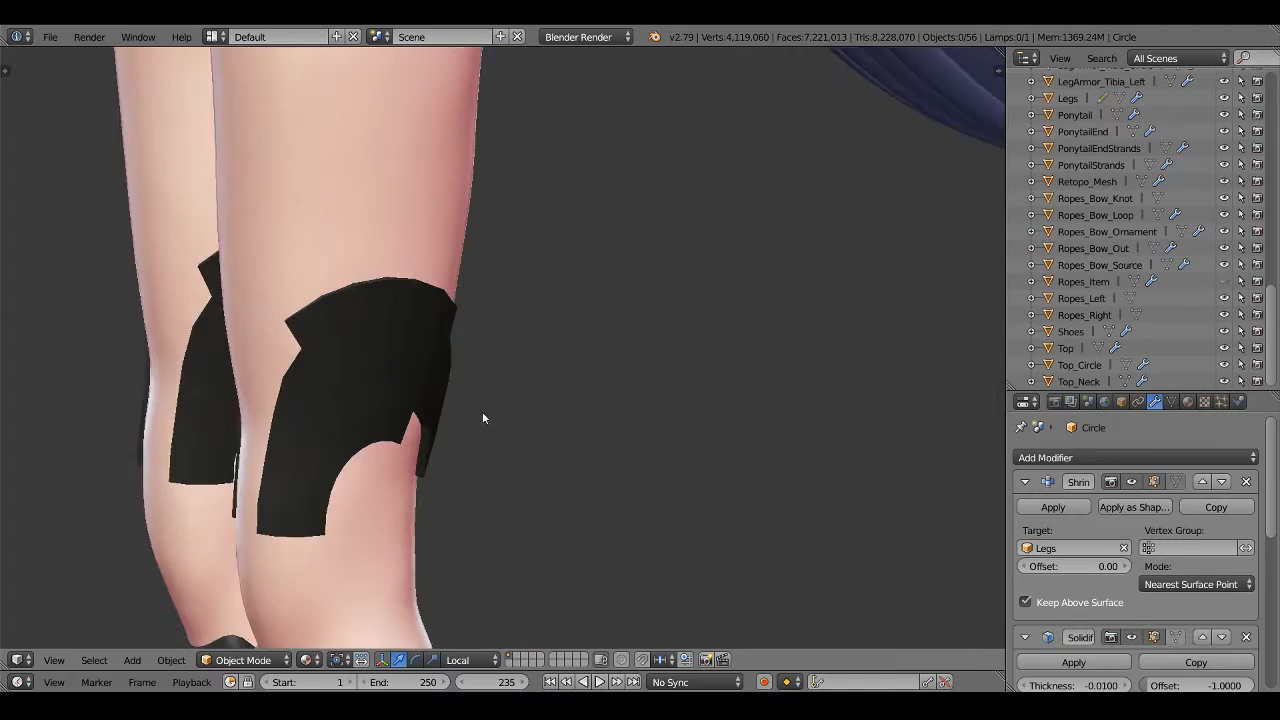 File Render Window Help Default Scene Blender Render v2.79 | Verts:4,119,060 | Faces:7,221,013 | Tris:8,228,070 | Objects:0/56 | Lamps:0/1 | Mem:1369.24M | Circle
View Search All Scenes
LegArmor_Tibia_Left
Legs
Ponytail
PonytailEnd
PonytailEndStrands
PonytailStrands
Retopo_Mesh
Ropes_Bow_Knot
Ropes_Bow_Loop
Ropes_Bow_Ornament
Ropes_Bow_Out
Ropes_Bow_Source
Ropes_Item
Ropes_Left
Ropes_Right
Shoes
Top
Top_Circle
Top_Neck
Circle
Add Modifier
Shrin
Apply Apply as Shap... Copy
Target: Vertex Group:
Legs
Offset: 0.00 Mode:
Nearest Surface Point
Keep Above Surface
Solidif
Apply Copy
Thickness: -0.0100 Offset: -1.0000
View Select Add Object Object Mode Local
View Marker Frame Playback Start: 1 End: 250 235 No Sync